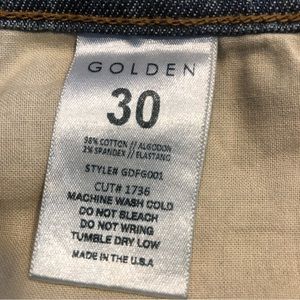 GOLDEN
30
98% COTTON // ALGODON
2% SPANDEX // ELASTANO
STYLE# GDFG001
CUT# 1736
MACHINE WASH COLD
DO NOT BLEACH
DO NOT WRING
TUMBLE DRY LOW
MADE IN THE U.S.A